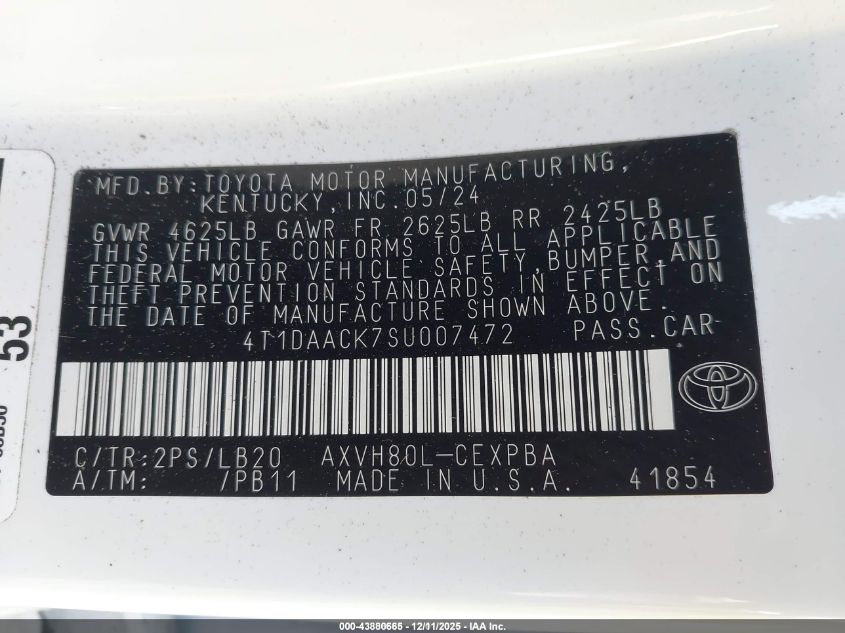 MFD. BY: TOYOTA MOTOR MANUFACTURING,
KENTUCKY, INC. 05/24
GVWR 4625LB GAWR FR 2625LB RR 2425LB
THIS VEHICLE CONFORMS TO ALL APPLICABLE
FEDERAL MOTOR VEHICLE SAFETY, BUMPER, AND
THEFT PREVENTION STANDARDS IN EFFECT ON
THE DATE OF MANUFACTURE SHOWN ABOVE.
4T1DAACK7SU007472 PASS. CAR
C/TR: 2PS/LB20 AXVH80L-CEXPBA
A/TM: /PB11 MADE IN U.S.A. 41854
53
000-43880665 - 12/11/2025 - IAA Inc.